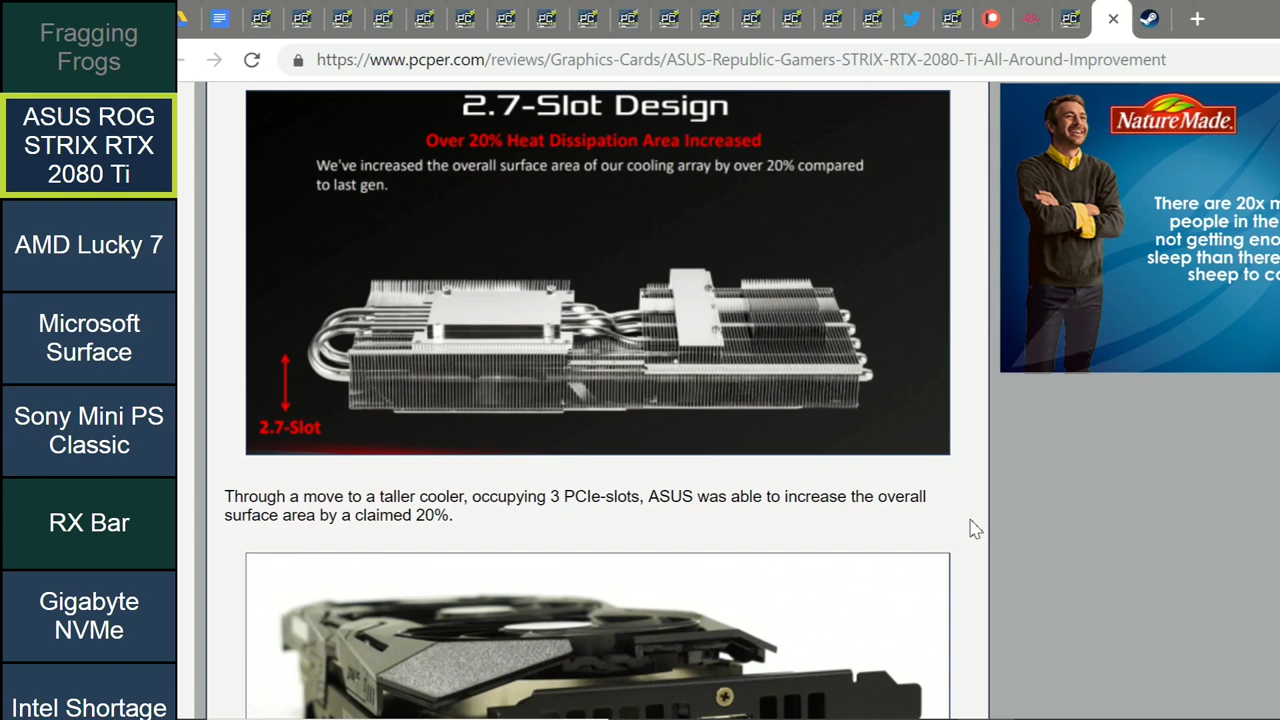 Fragging
Frogs
ASUS ROG
STRIX RTX
2080 Ti
AMD Lucky 7
Microsoft
Surface
Sony Mini PS
Classic
RX Bar
Gigabyte
NVMe
Intel Shortage
https://www.pcper.com/reviews/Graphics-Cards/ASUS-Republic-Gamers-STRIX-RTX-2080-Ti-All-Around-Improvement
2.7-Slot Design
Over 20% Heat Dissipation Area Increased
We've increased the overall surface area of our cooling array by over 20% compared
to last gen.
2.7-Slot
Through a move to a taller cooler, occupying 3 PCIe-slots, ASUS was able to increase the overall
surface area by a claimed 20%.
NatureMade
There are 20x
people in the
not getting
sleep than there
sheep to